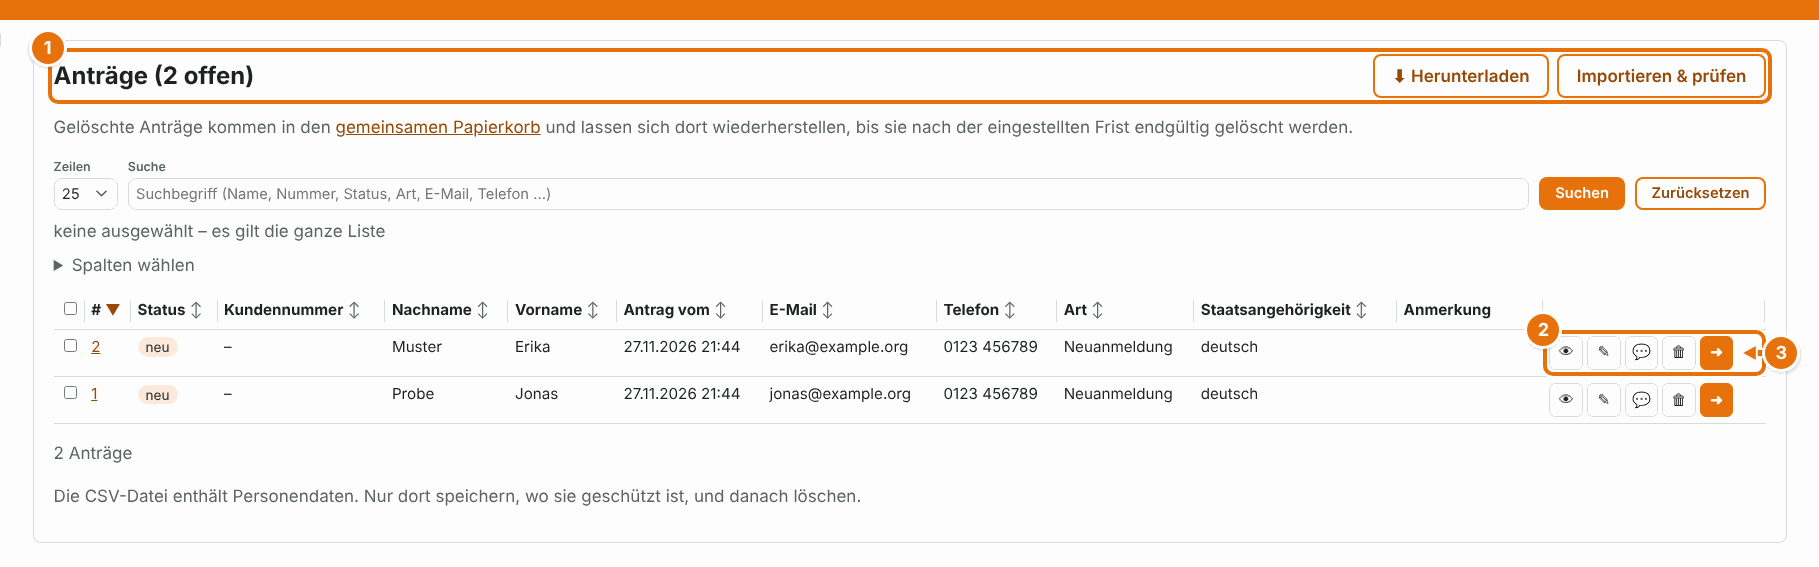 1
Anträge (2 offen)
⬇ Herunterladen
Importieren & prüfen
Gelöschte Anträge kommen in den gemeinsamen Papierkorb und lassen sich dort wiederherstellen, bis sie nach der eingestellten Frist endgültig gelöscht werden.
Zeilen Suche
25 Suchbegriff (Name, Nummer, Status, Art, E-Mail, Telefon ...) Suchen Zurücksetzen
keine ausgewählt – es gilt die ganze Liste
▶ Spalten wählen
# ▼ Status ↕ Kundennummer ↕ Nachname ↕ Vorname ↕ Antrag vom ↕ E-Mail ↕ Telefon ↕ Art ↕ Staatsangehörigkeit ↕ Anmerkung
2
2 neu – Muster Erika 27.11.2026 21:44 erika@example.org 0123 456789 Neuanmeldung deutsch
3
1 neu – Probe Jonas 27.11.2026 21:44 jonas@example.org 0123 456789 Neuanmeldung deutsch
2 Anträge
Die CSV-Datei enthält Personendaten. Nur dort speichern, wo sie geschützt ist, und danach löschen.